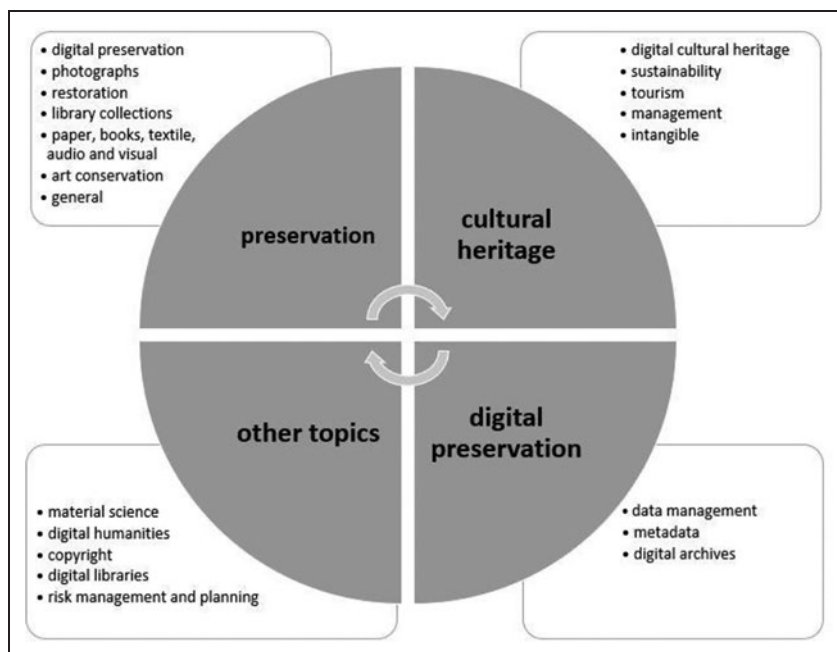 • digital preservation
• photographs
• restoration
• library collections
• paper, books, textile,
audio and visual
• art conservation
• general
• digital cultural heritage
• sustainability
• tourism
• management
• intangible
preservation
cultural
heritage
other topics
digital
preservation
• material science
• digital humanities
• copyright
• digital libraries
• risk management and planning
• data management
• metadata
• digital archives